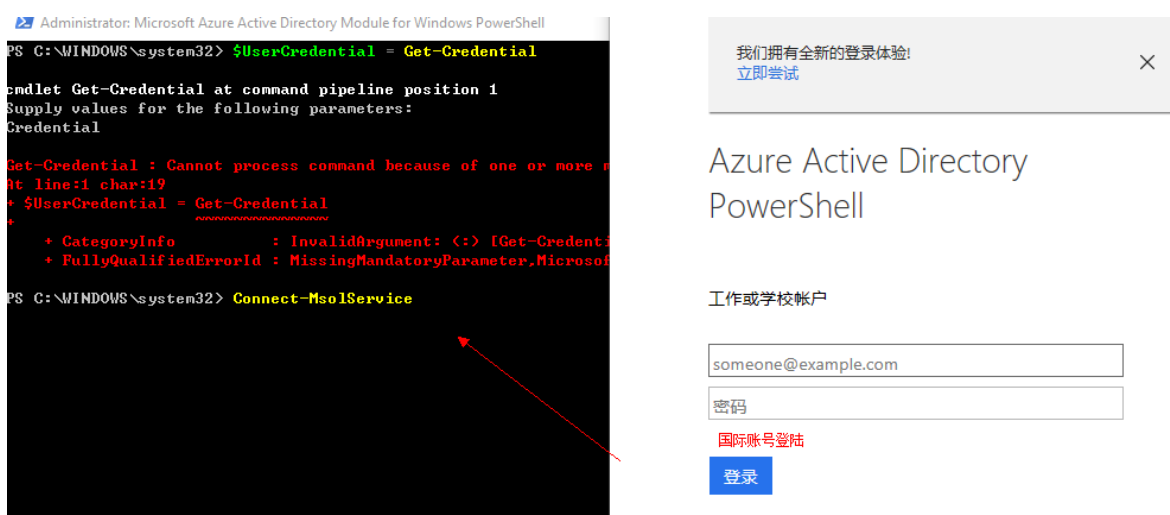 Administrator: Microsoft Azure Active Directory Module for Windows PowerShell
PS C:\WINDOWS\system32> $UserCredential = Get-Credential
cmdlet Get-Credential at command pipeline position 1
Supply values for the following parameters:
Credential
Get-Credential : Cannot process command because of one or more
At line:1 char:19
+ $UserCredential = Get-Credential
+ ~~~~~~~~~~~~~~
+ CategoryInfo : InvalidArgument: (:) [Get-Credenti
+ FullyQualifiedErrorId : MissingMandatoryParameter,Microsof
PS C:\WINDOWS\system32> Connect-MsolService
我们拥有全新的登录体验!
立即尝试
Azure Active Directory
PowerShell
工作或学校帐户
someone@example.com
密码
国际账号登陆
登录